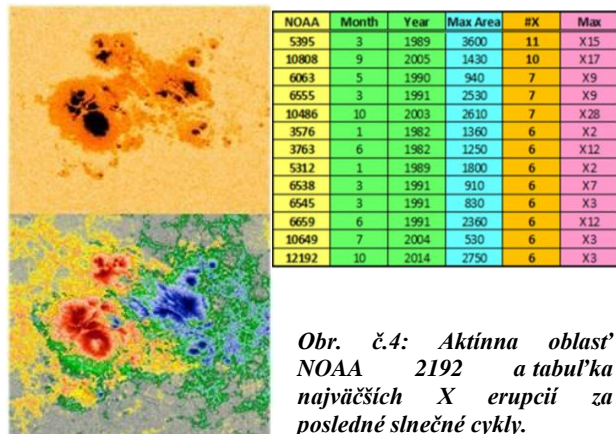 NOAA Month Year Max Area #X Max
5395 3 1989 3600 11 X15
10808 9 2005 1430 10 X17
6063 5 1990 940 7 X9
6555 3 1991 2530 7 X9
10486 10 2003 2610 7 X28
3576 1 1982 1360 6 X2
3763 6 1982 1250 6 X12
5312 1 1989 1800 6 X2
6538 3 1991 910 6 X7
6545 3 1991 830 6 X3
6659 6 1991 2360 6 X12
10649 7 2004 530 6 X3
12192 10 2014 2750 6 X3
Obr. č.4: Aktínna oblasť
NOAA 2192 a tabuľka
najväčších X erupcií za
posledné slnečné cykly.